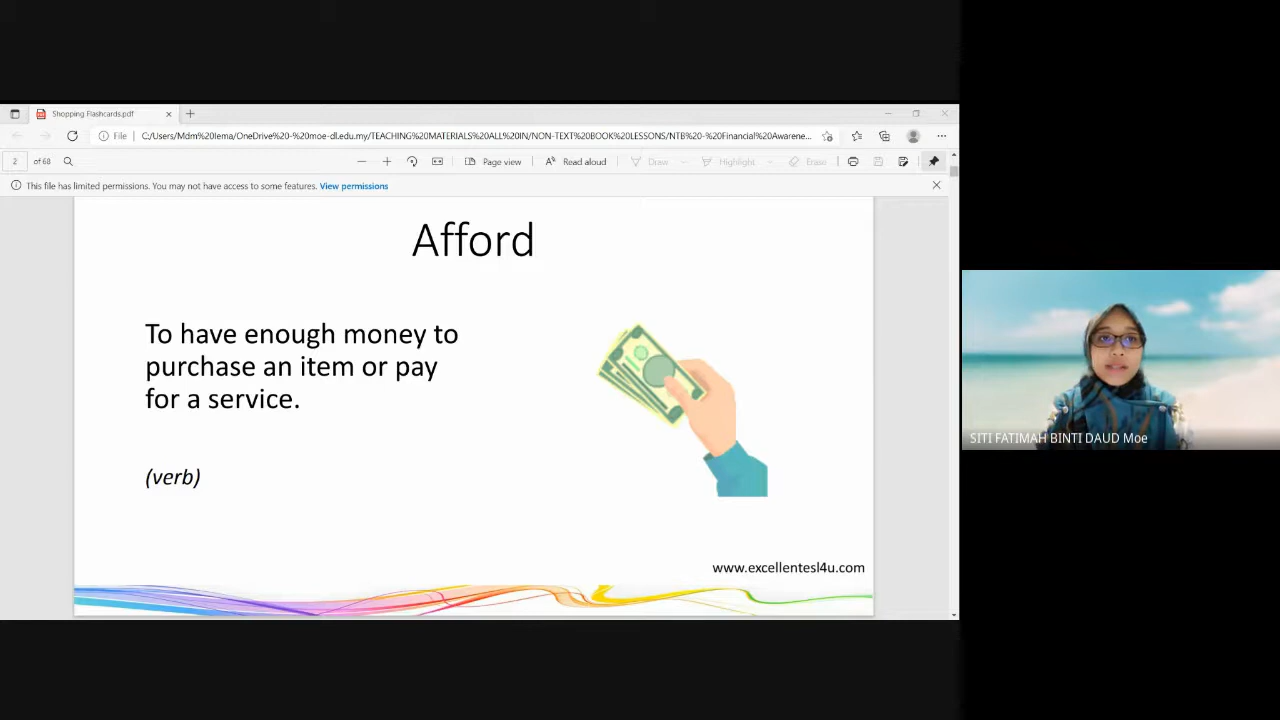 Shopping Flashcards.pdf
File
C:/Users/Mdm%20Iema/OneDrive%20-%20moe-dl.edu.my/TEACHING%20MATERIALS%20ALL%20IN/NON-TEXT%20BOOK%20LESSONS/NTB%20-%20Financial%20Awarene...
2 of 68
Page view
Read aloud
Draw
Highlight
Erase
This file has limited permissions. You may not have access to some features. View permissions
Afford
To have enough money to
purchase an item or pay
for a service.
(verb)
www.excellentesl4u.com
SITI FATIMAH BINTI DAUD Moe